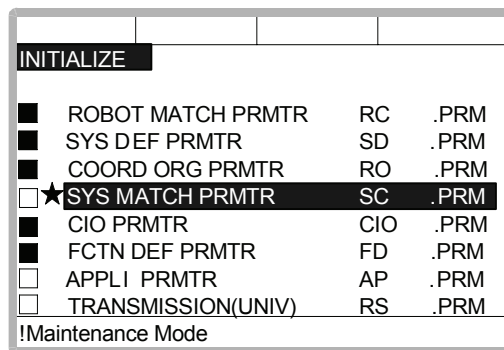 INITIALIZE
ROBOT MATCH PRMTR RC .PRM
SYS DEF PRMTR SD .PRM
COORD ORG PRMTR RO .PRM
★SYS MATCH PRMTR SC .PRM
CIO PRMTR CIO .PRM
FCTN DEF PRMTR FD .PRM
APPLI PRMTR AP .PRM
TRANSMISSION(UNIV) RS .PRM
!Maintenance Mode